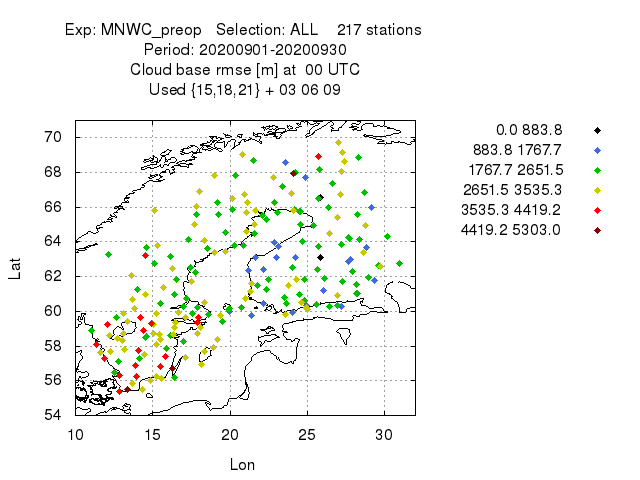 Exp: MNWC_preop Selection: ALL 217 stations
Period: 20200901-20200930
Cloud base rmse [m] at 00 UTC
Used {15,18,21} + 03 06 09
0.0 883.8
883.8 1767.7
1767.7 2651.5
2651.5 3535.3
3535.3 4419.2
4419.2 5303.0
70
68
66
64
62
60
58
56
54
Lat
10 15 20 25 30
Lon